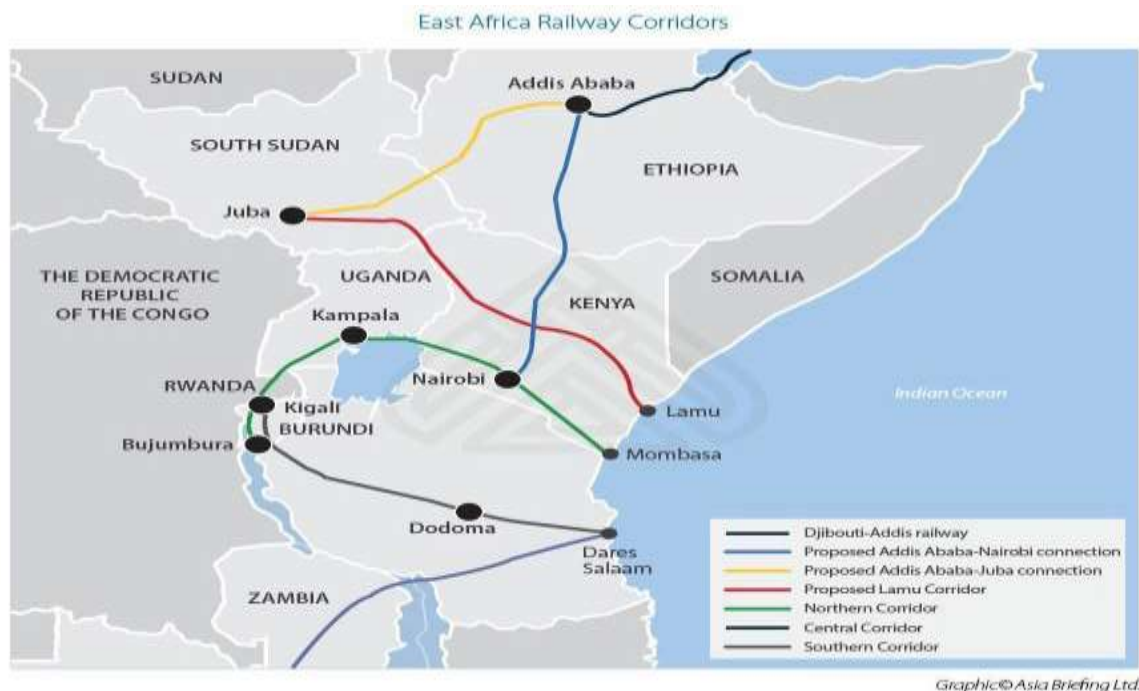 East Africa Railway Corridors
SUDAN
Addis Ababa
SOUTH SUDAN
ETHIOPIA
Juba
THE DEMOCRATIC
REPUBLIC
OF THE CONGO
UGANDA
SOMALIA
KENYA
Kampala
Nairobi
RWANDA
Kigali
Indian Ocean
Lamu
BURUNDI
Bujumbura
Mombasa
Dodoma
Dares
Salaam
ZAMBIA
Djibouti-Addis railway
Proposed Addis Ababa-Nairobi connection
Proposed Addis Ababa-Juba connection
Proposed Lamu Corridor
Northern Corridor
Central Corridor
Southern Corridor
Graphic© Asia Briefing Ltd.